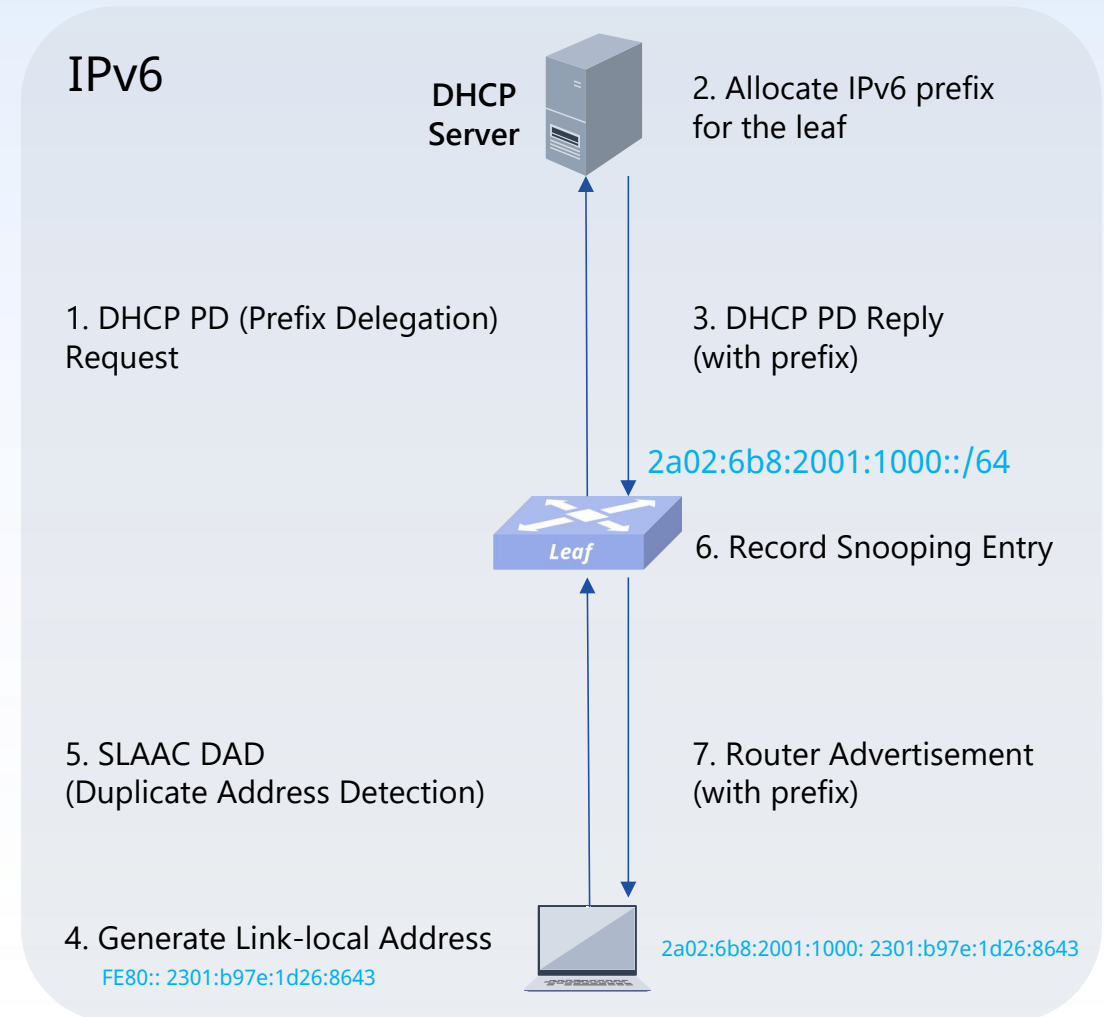 IPv6
DHCP
Server
2. Allocate IPv6 prefix
for the leaf
1. DHCP PD (Prefix Delegation)
Request
3. DHCP PD Reply
(with prefix)
2a02:6b8:2001:1000::/64
Leaf
6. Record Snooping Entry
5. SLAAC DAD
(Duplicate Address Detection)
7. Router Advertisement
(with prefix)
4. Generate Link-local Address
FE80:: 2301:b97e:1d26:8643
2a02:6b8:2001:1000: 2301:b97e:1d26:8643